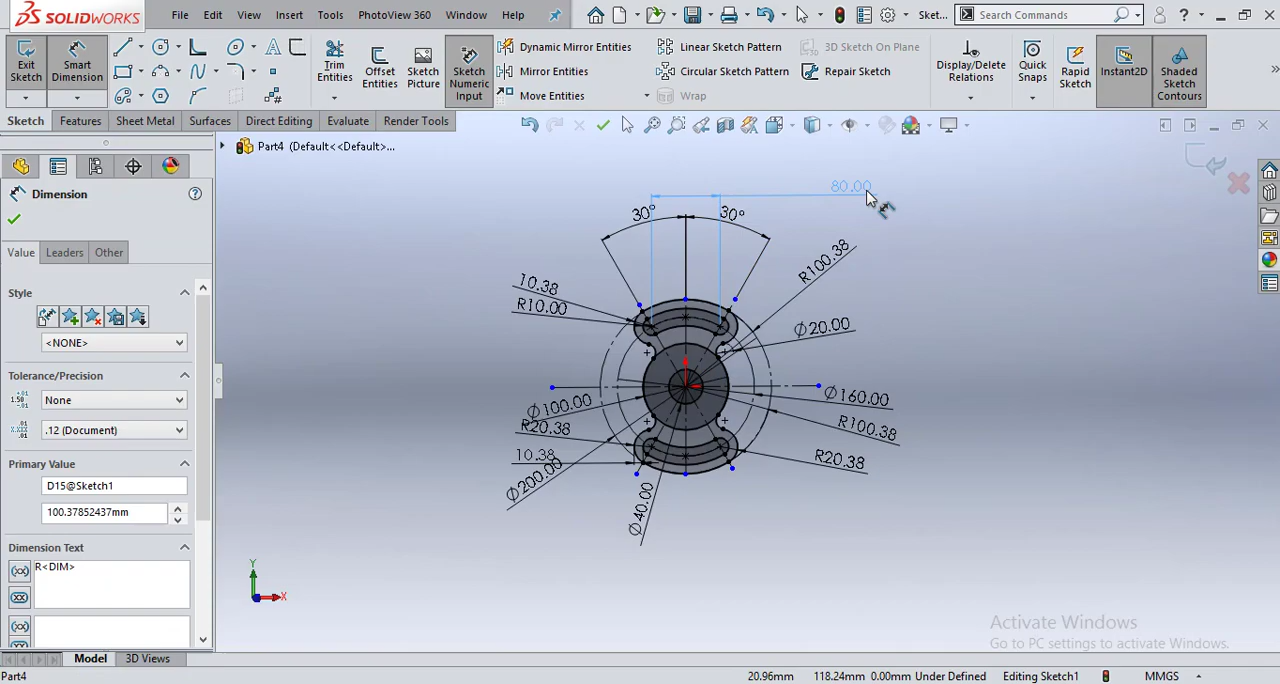 SOLIDWORKS
File Edit View Insert Tools PhotoView 360 Window Help
Sket...
Search Commands
?
Exit Sketch
Smart Dimension
Trim Entities
Offset Entities
Sketch Picture
Sketch Numeric Input
Dynamic Mirror Entities
Mirror Entities
Move Entities
Linear Sketch Pattern
Circular Sketch Pattern
Wrap
3D Sketch On Plane
Repair Sketch
Display/Delete Relations
Quick Snaps
Rapid Sketch
Instant2D
Shaded Sketch Contours
Sketch Features Sheet Metal Surfaces Direct Editing Evaluate Render Tools
Part4 (Default<<Default>...
Dimension
Value Leaders Other
Style
<NONE>
Tolerance/Precision
None
.12 (Document)
Primary Value
D15@Sketch1
100.37852437mm
Dimension Text
R<DIM>
80.00
30°
30°
R100.38
10.38
R10.00
Ø20.00
Ø160.00
Ø100.00
R20.38
R100.38
10.38
R20.38
Ø200.00
Ø40.00
Y
X
Activate Windows
Go to PC settings to activate Windows.
Model 3D Views
Part4
20.96mm 118.24mm 0.00mm Under Defined Editing Sketch1 MMGS